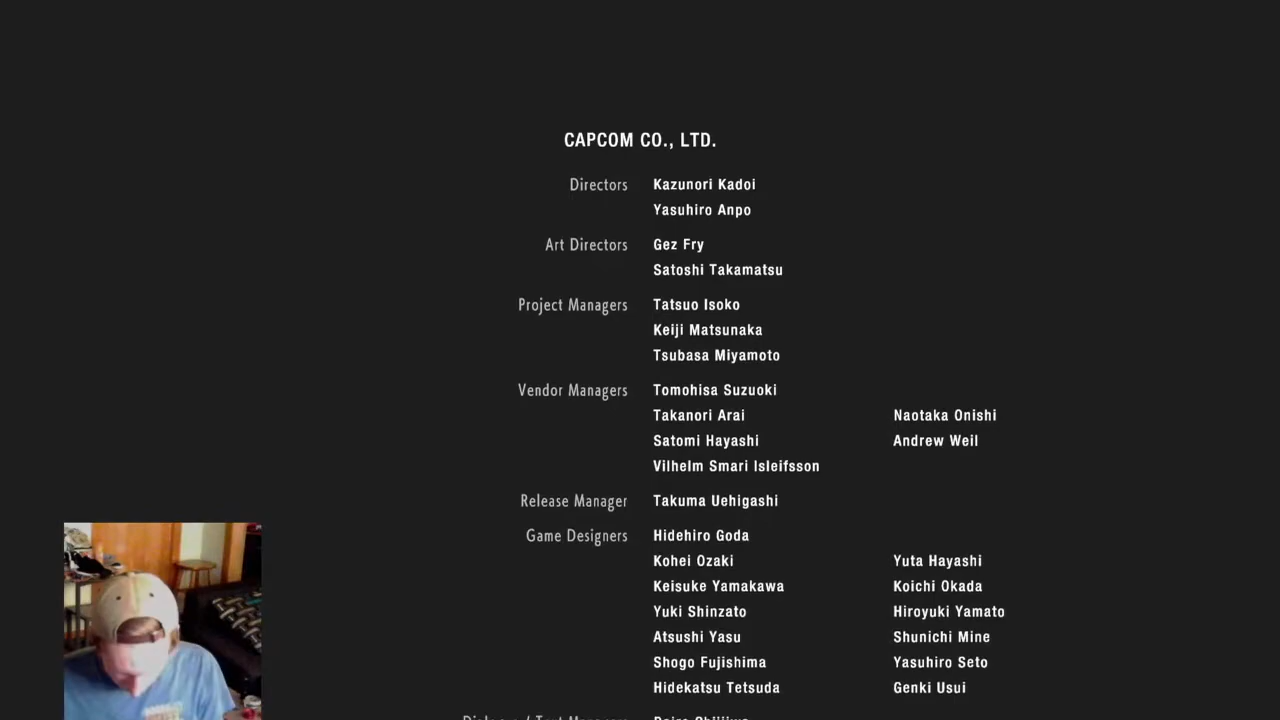 CAPCOM CO., LTD.
Directors Kazunori Kadoi
Yasuhiro Anpo
Art Directors Gez Fry
Satoshi Takamatsu
Project Managers Tatsuo Isoko
Keiji Matsunaka
Tsubasa Miyamoto
Vendor Managers Tomohisa Suzuoki
Takanori Arai Naotaka Onishi
Satomi Hayashi Andrew Weil
Vilhelm Smari Isleifsson
Release Manager Takuma Uehigashi
Game Designers Hidehiro Goda
Kohei Ozaki Yuta Hayashi
Keisuke Yamakawa Koichi Okada
Yuki Shinzato Hiroyuki Yamato
Atsushi Yasu Shunichi Mine
Shogo Fujishima Yasuhiro Seto
Hidekatsu Tetsuda Genki Usui